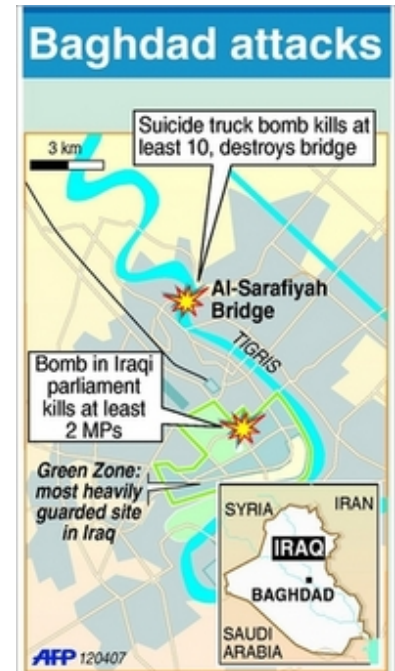 Baghdad attacks
3 km
Suicide truck bomb kills at
least 10, destroys bridge
Al-Sarafiyah
Bridge
TIGRIS
Bomb in Iraqi
parliament
kills at least
2 MPs
Green Zone:
most heavily
guarded site
in Iraq
SYRIA
IRAN
IRAQ
BAGHDAD
SAUDI
ARABIA
AFP 120407